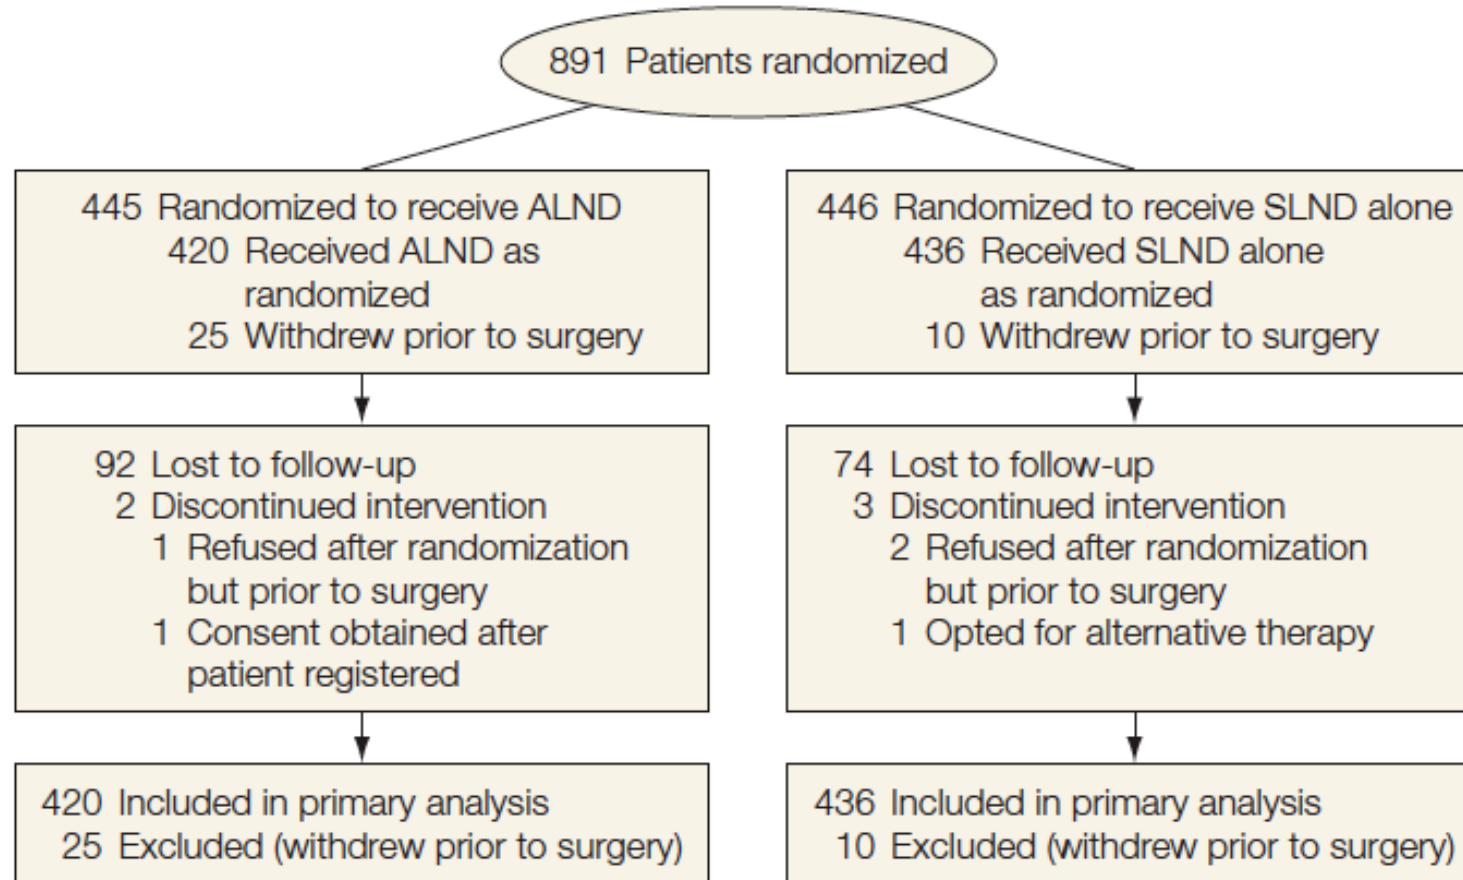 891 Patients randomized
445 Randomized to receive ALND
420 Received ALND as
randomized
25 Withdrew prior to surgery
446 Randomized to receive SLND alone
436 Received SLND alone
as randomized
10 Withdrew prior to surgery
92 Lost to follow-up
2 Discontinued intervention
1 Refused after randomization
but prior to surgery
1 Consent obtained after
patient registered
74 Lost to follow-up
3 Discontinued intervention
2 Refused after randomization
but prior to surgery
1 Opted for alternative therapy
420 Included in primary analysis
25 Excluded (withdrew prior to surgery)
436 Included in primary analysis
10 Excluded (withdrew prior to surgery)